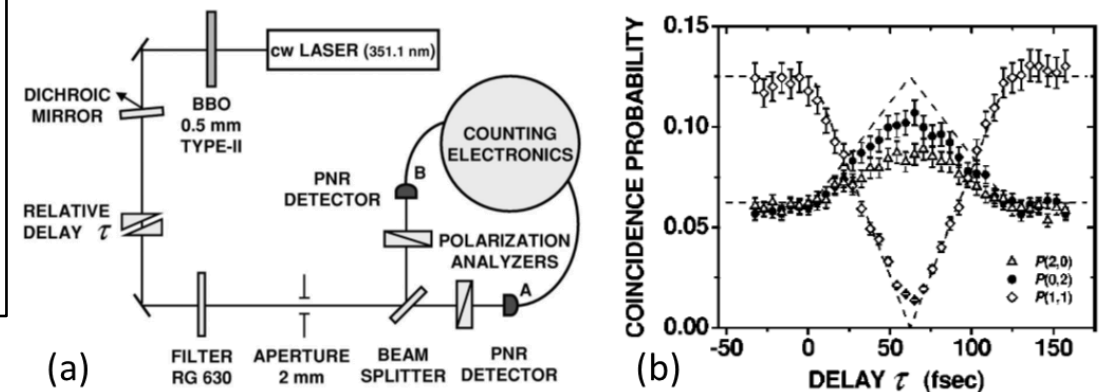 cw LASER (351.1 nm)
BBO
0.5 mm
TYPE-II
DICHROIC
MIRROR
COUNTING
ELECTRONICS
B
PNR
DETECTOR
RELATIVE
DELAY τ
POLARIZATION
ANALYZERS
A
FILTER
RG 630
APERTURE
2 mm
BEAM
SPLITTER
PNR
DETECTOR
(a)
COINCIDENCE PROBABILITY
0.15
0.10
0.05
0.00
P(2,0)
P(0,2)
P(1,1)
-50
0
50
100
150
DELAY τ (fsec)
(b)